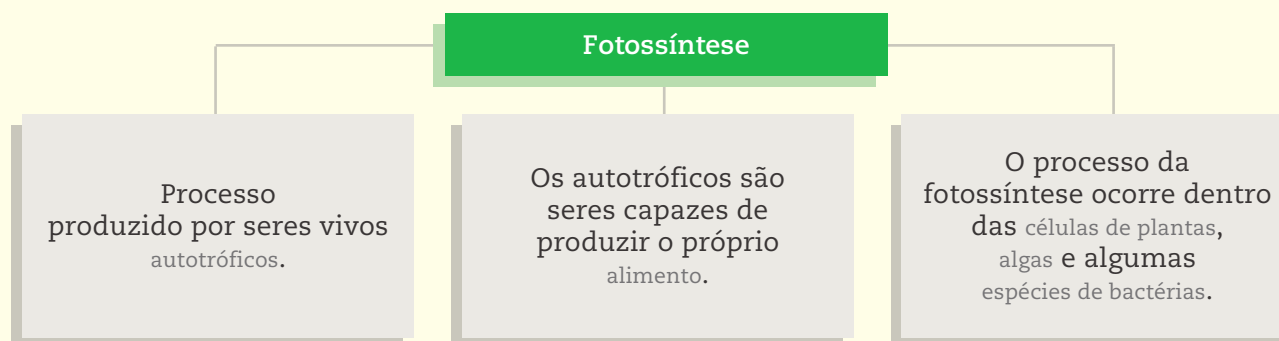 Fotossíntese
Processo
produzido por seres vivos
autotróficos.
Os autotróficos são
seres capazes de
produzir o próprio
alimento.
O processo da
fotossíntese ocorre dentro
das células de plantas,
algas e algumas
espécies de bactérias.